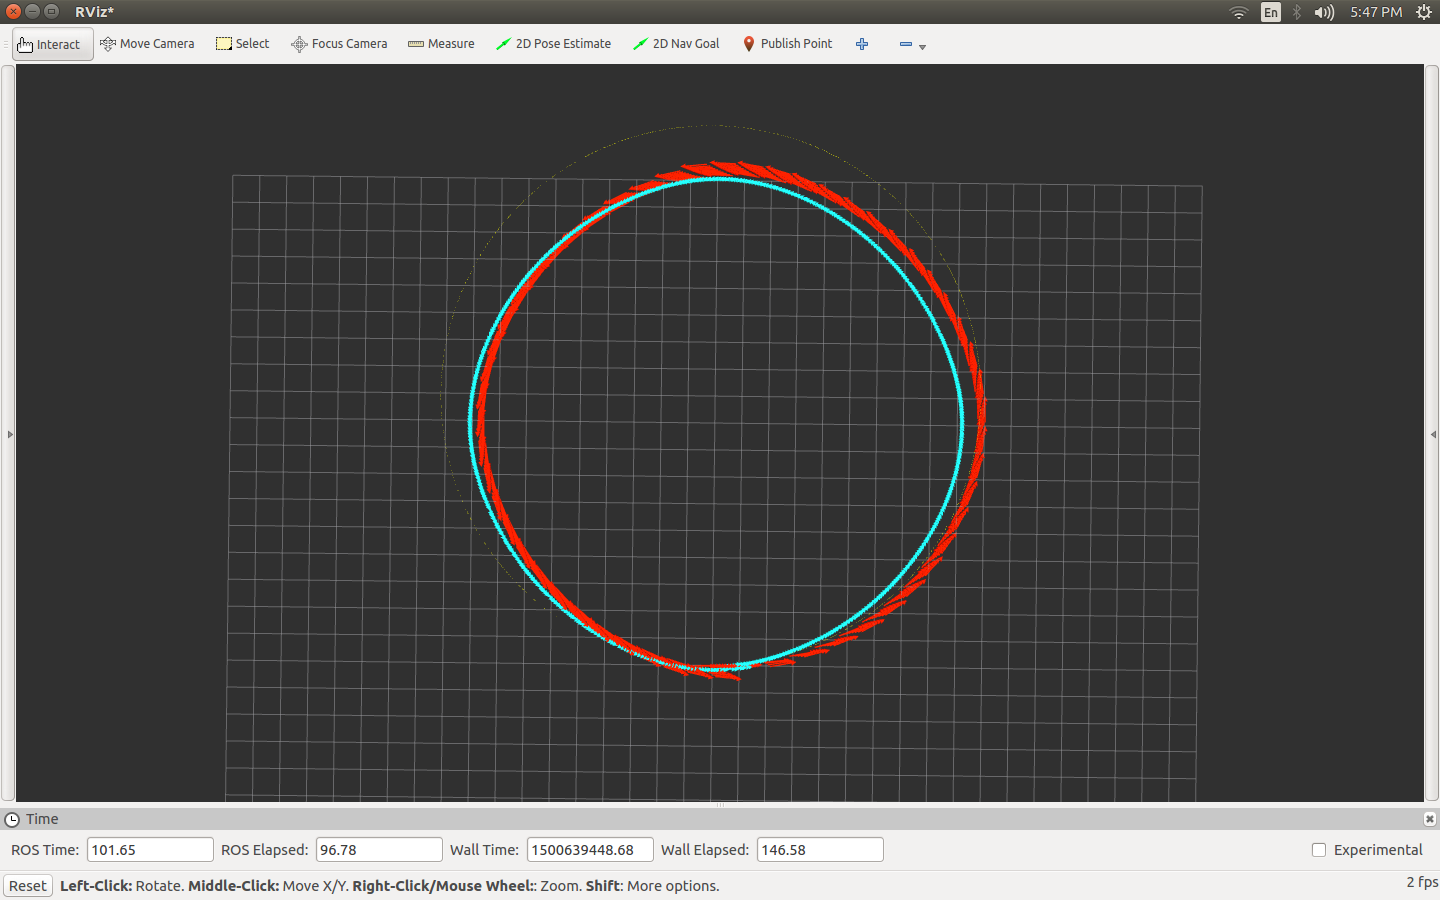 RViz*
En
5:47 PM
Interact
Move Camera
Select
Focus Camera
Measure
2D Pose Estimate
2D Nav Goal
Publish Point
Time
ROS Time: 101.65 ROS Elapsed: 96.78 Wall Time: 1500639448.68 Wall Elapsed: 146.58 Experimental
Reset Left-Click: Rotate. Middle-Click: Move X/Y. Right-Click/Mouse Wheel:: Zoom. Shift: More options. 2 fps